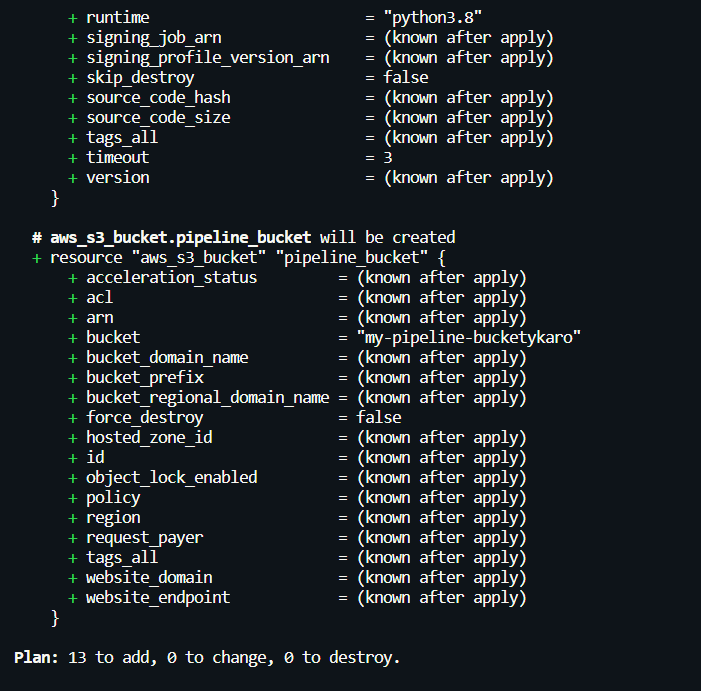 + runtime = "python3.8"
+ signing_job_arn = (known after apply)
+ signing_profile_version_arn = (known after apply)
+ skip_destroy = false
+ source_code_hash = (known after apply)
+ source_code_size = (known after apply)
+ tags_all = (known after apply)
+ timeout = 3
+ version = (known after apply)
}
# aws_s3_bucket.pipeline_bucket will be created
+ resource "aws_s3_bucket" "pipeline_bucket" {
+ acceleration_status = (known after apply)
+ acl = (known after apply)
+ arn = (known after apply)
+ bucket = "my-pipeline-bucketykaro"
+ bucket_domain_name = (known after apply)
+ bucket_prefix = (known after apply)
+ bucket_regional_domain_name = (known after apply)
+ force_destroy = false
+ hosted_zone_id = (known after apply)
+ id = (known after apply)
+ object_lock_enabled = (known after apply)
+ policy = (known after apply)
+ region = (known after apply)
+ request_payer = (known after apply)
+ tags_all = (known after apply)
+ website_domain = (known after apply)
+ website_endpoint = (known after apply)
}
Plan: 13 to add, 0 to change, 0 to destroy.